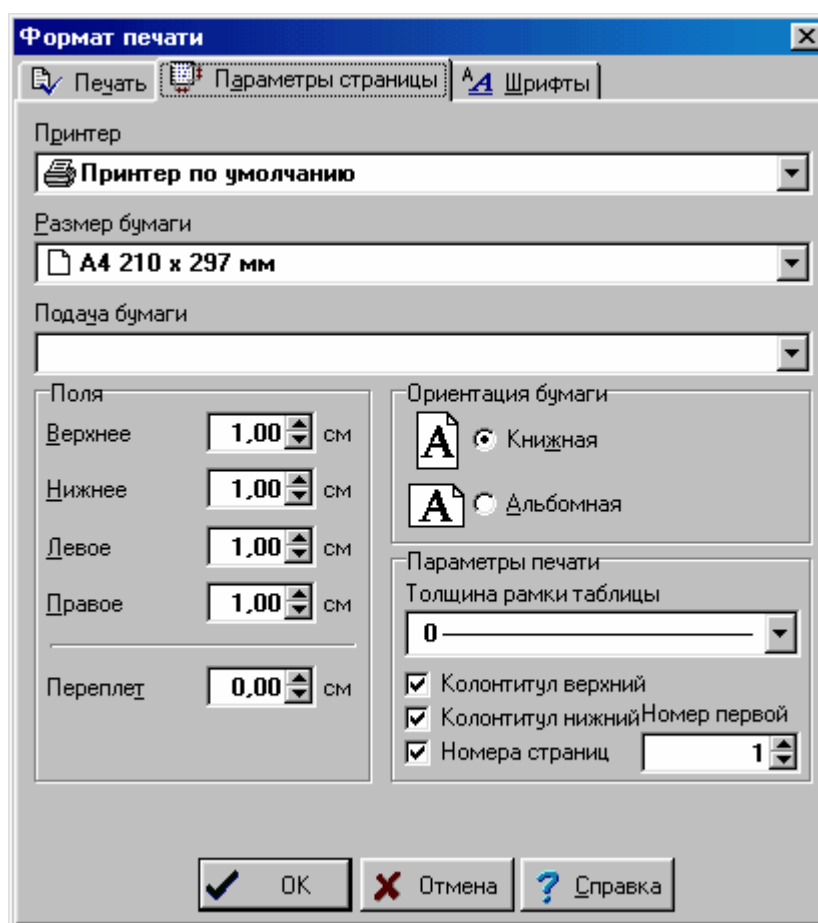 Формат печати
Печать Параметры страницы Шрифты
Принтер
Принтер по умолчанию
Размер бумаги
A4 210 x 297 мм
Подача бумаги
Поля
Верхнее 1,00 см
Нижнее 1,00 см
Левое 1,00 см
Правое 1,00 см
Переплет 0,00 см
Ориентация бумаги
A Книжная
A Альбомная
Параметры печати
Толщина рамки таблицы
0
Колонтитул верхний
Колонтитул нижний Номер первой
Номера страниц 1
OK Отмена ? Справка